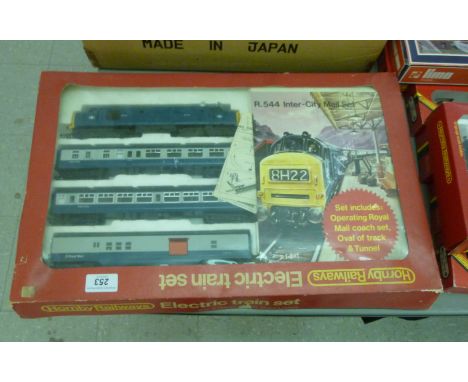 MADE IN JAPAN
R.544 Inter-City Mail Set
8H22
Set includes:
Operating Royal
Mail coach set,
Oval of track
& Tunnel
Hornby Railways
Electric train set
253
Hornby Railways Electric train set
lima